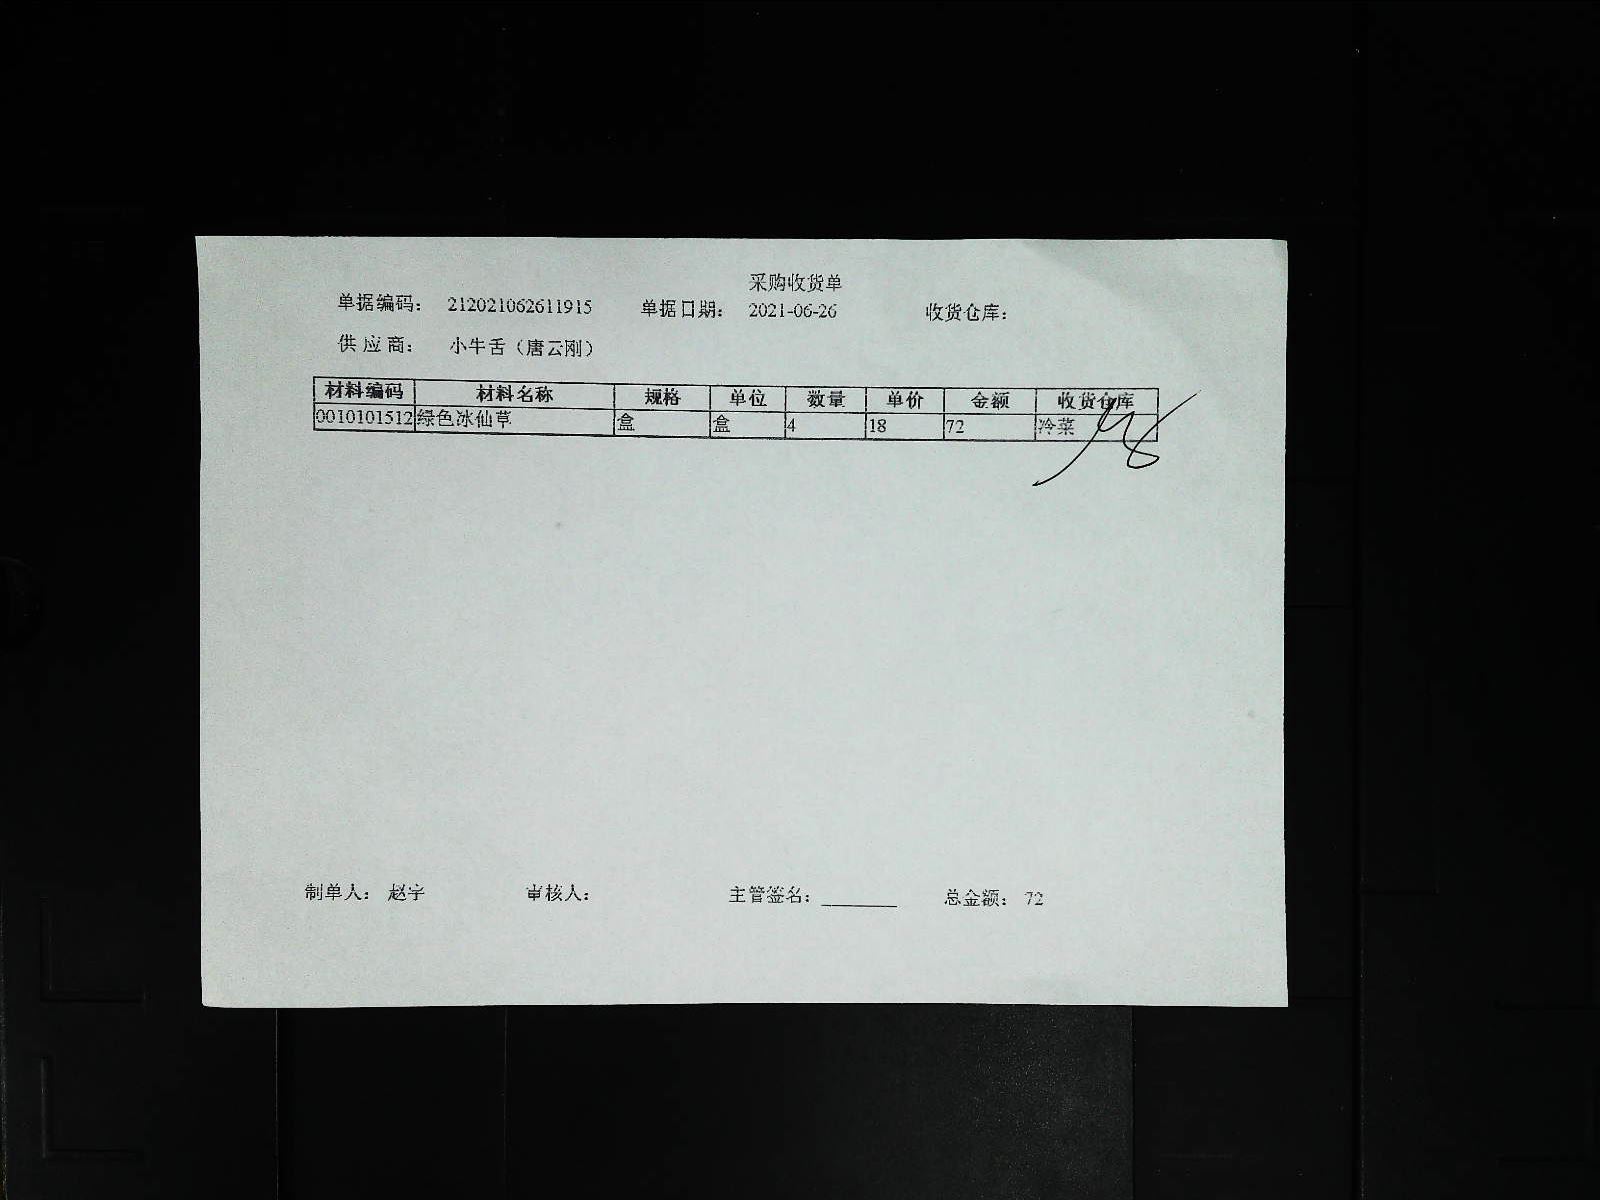 采购收货单
单据编码： 212021062611915 单据日期： 2021-06-26 收货仓库：
供应商： 小牛舌（唐云刚）
材料编码 材料名称 规格 单位 数量 单价 金额 收货仓库
0010101512 绿色冰仙草 盒 盒 4 18 72 冷菜
制单人： 赵宇 审核人： 主管签名：________ 总金额： 72